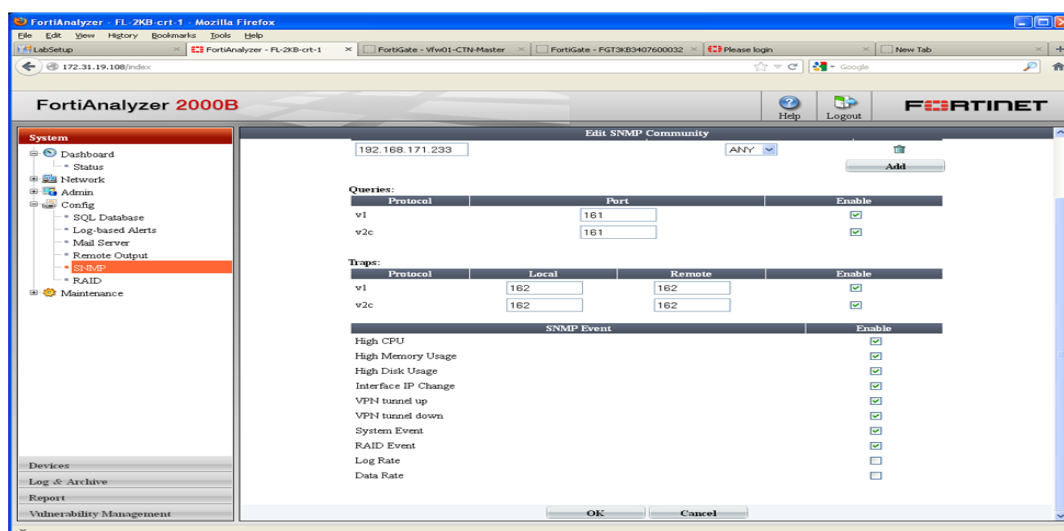 FortiAnalyzer - FL-2KB-crt-1 - Mozilla Firefox
File Edit View History Bookmarks Tools Help
LabSetup
FortiAnalyzer - FL-2KB-crt-1
FortiGate - Vfw01-CTN-Master
FortiGate - FGT3KB3407600032
Please login
New Tab
172.31.19.108/index
Google
FortiAnalyzer 2000B
Help
Logout
FORTINET
System
Dashboard
Status
Network
Admin
Config
SQL Database
Log-based Alerts
Mail Server
Remote Output
SNMP
RAID
Maintenance
Devices
Log & Archive
Report
Vulnerability Management
Edit SNMP Community
192.168.171.233 ANY
Add
Queries:
Protocol Port Enable
v1 161
v2c 161
Traps:
Protocol Local Remote Enable
v1 162 162
v2c 162 162
SNMP Event Enable
High CPU
High Memory Usage
High Disk Usage
Interface IP Change
VPN tunnel up
VPN tunnel down
System Event
RAID Event
Log Rate
Data Rate
OK Cancel